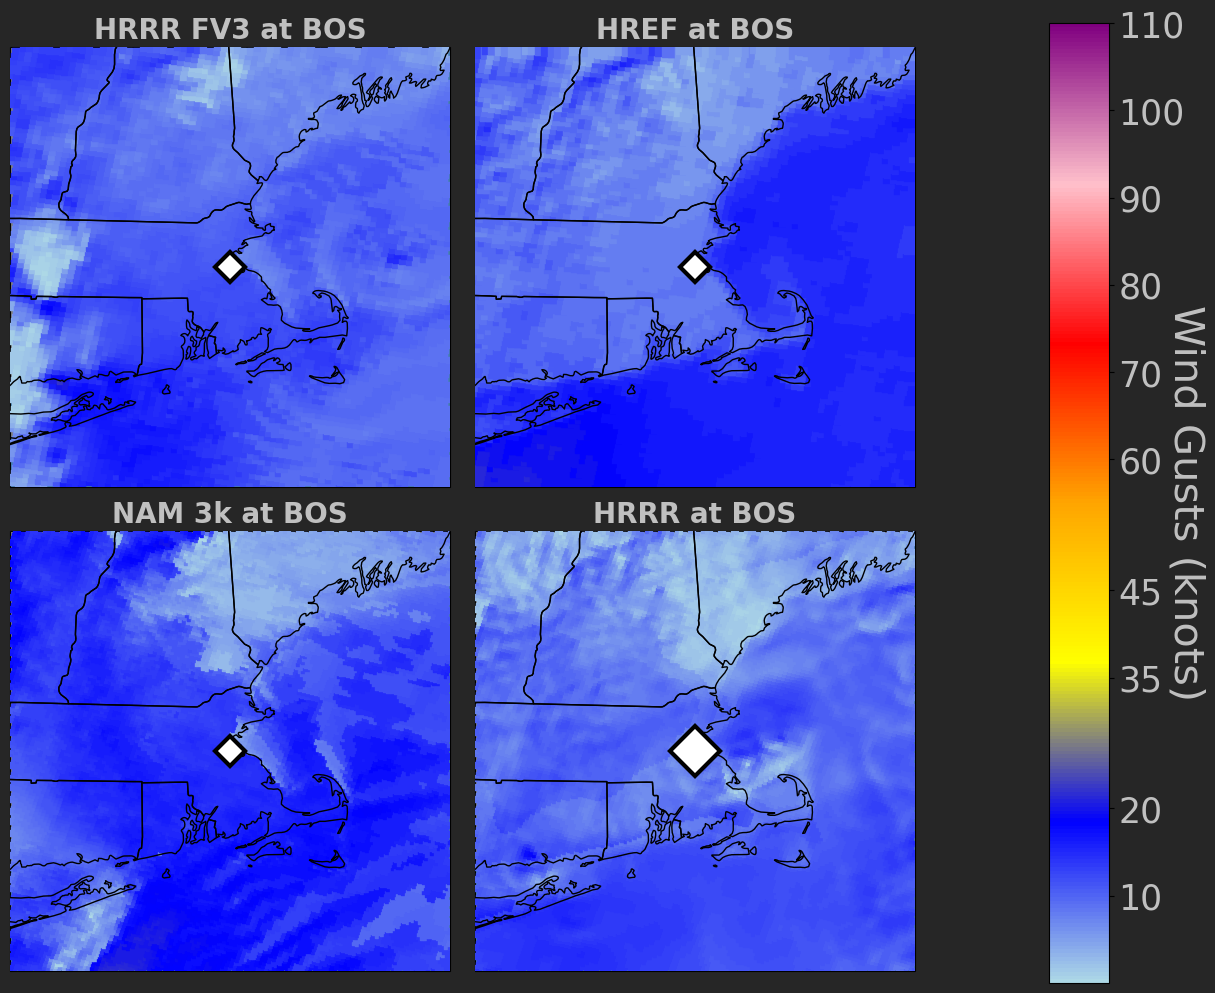 HRRR FV3 at BOS
HREF at BOS
NAM 3k at BOS
HRRR at BOS
110
100
90
80
70
60
45
35
20
10
Wind Gusts (knots)